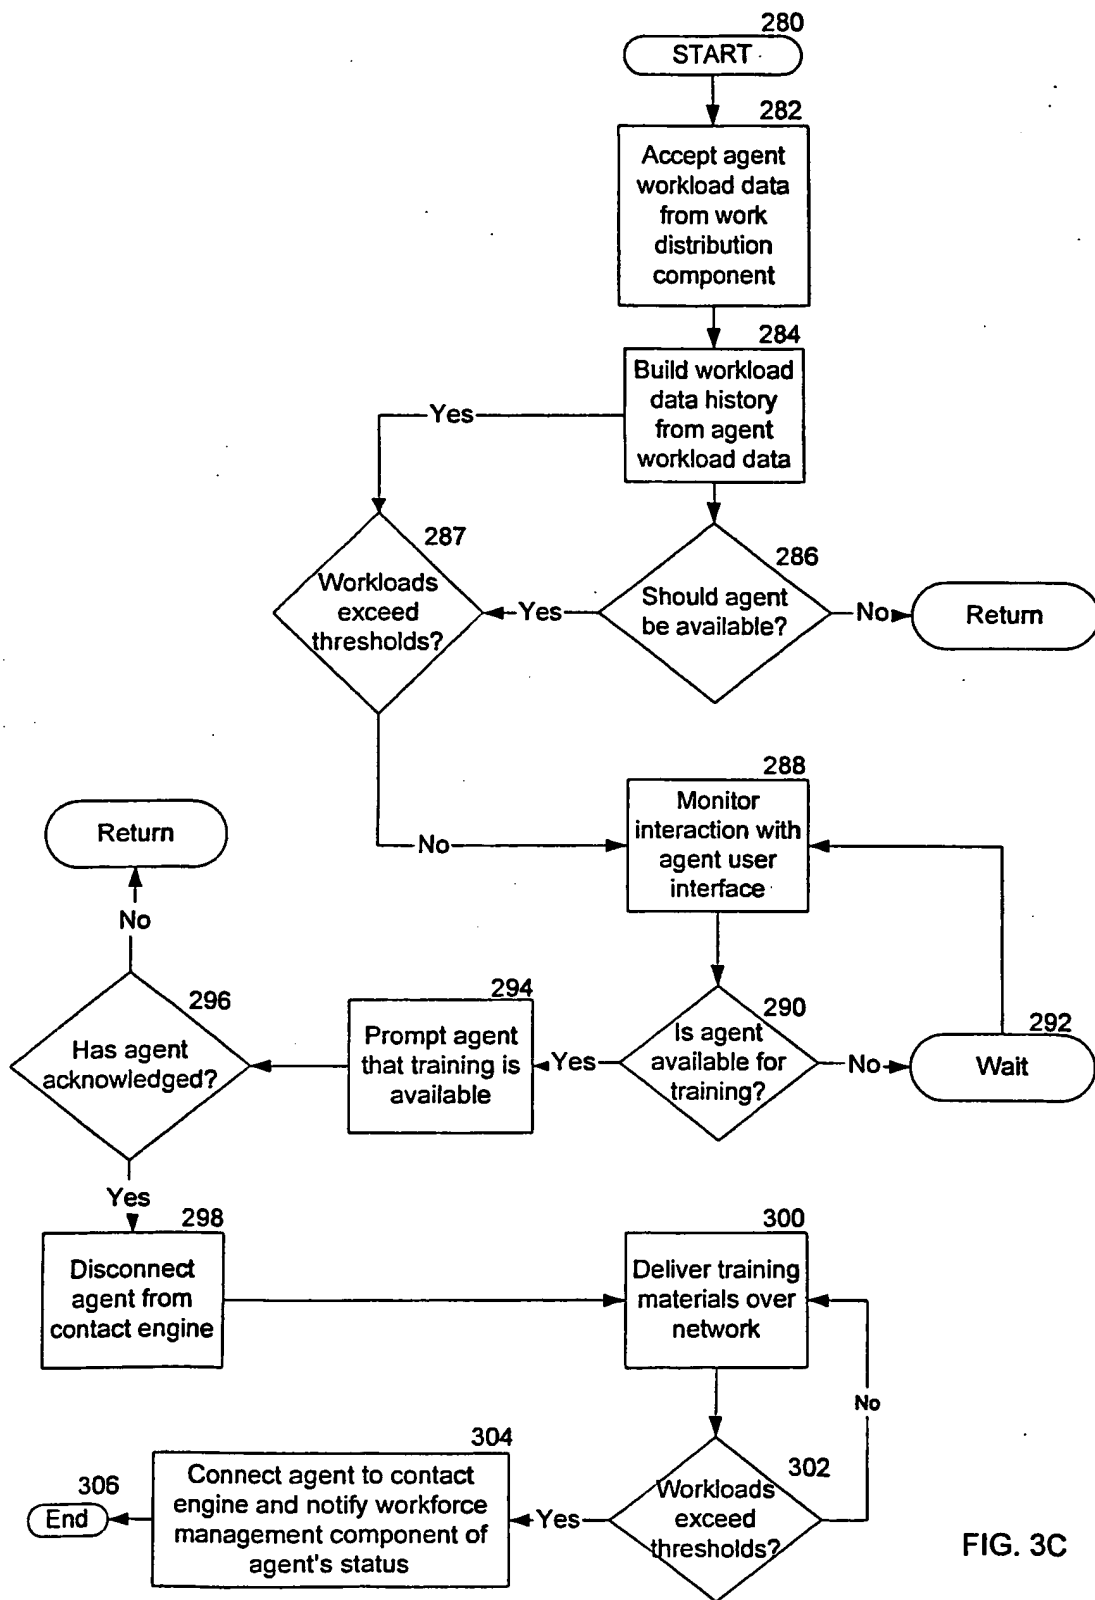 280
START
282
Accept agent
workload data
from work
distribution
component
284
Build workload
data history
from agent
workload data
Yes
287
Workloads
exceed
thresholds?
Yes
286
Should agent
be available?
No
Return
288
Monitor
interaction with
agent user
interface
No
Return
No
296
Has agent
acknowledged?
294
Prompt agent
that training is
available
Yes
290
Is agent
available for
training?
No
292
Wait
Yes
298
Disconnect
agent from
contact engine
300
Deliver training
materials over
network
No
302
Workloads
exceed
thresholds?
Yes
304
Connect agent to contact
engine and notify workforce
management component of
agent's status
306
End
FIG. 3C